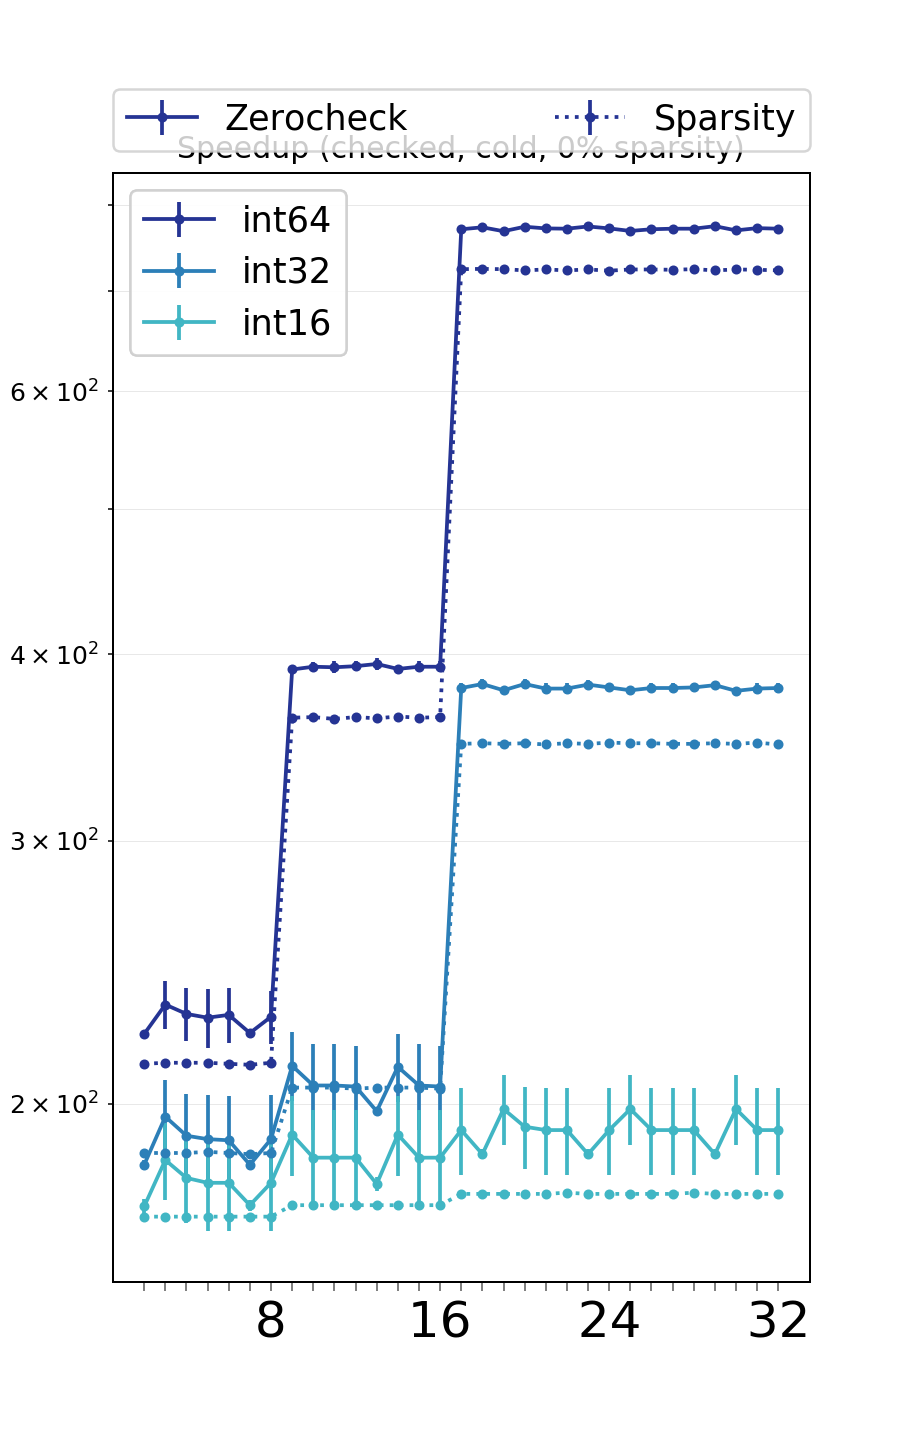 Zerocheck Sparsity
Speedup (checked, cold, 0% sparsity)
int64
int32
int16
6 × 10²
4 × 10²
3 × 10²
2 × 10²
8 16 24 32